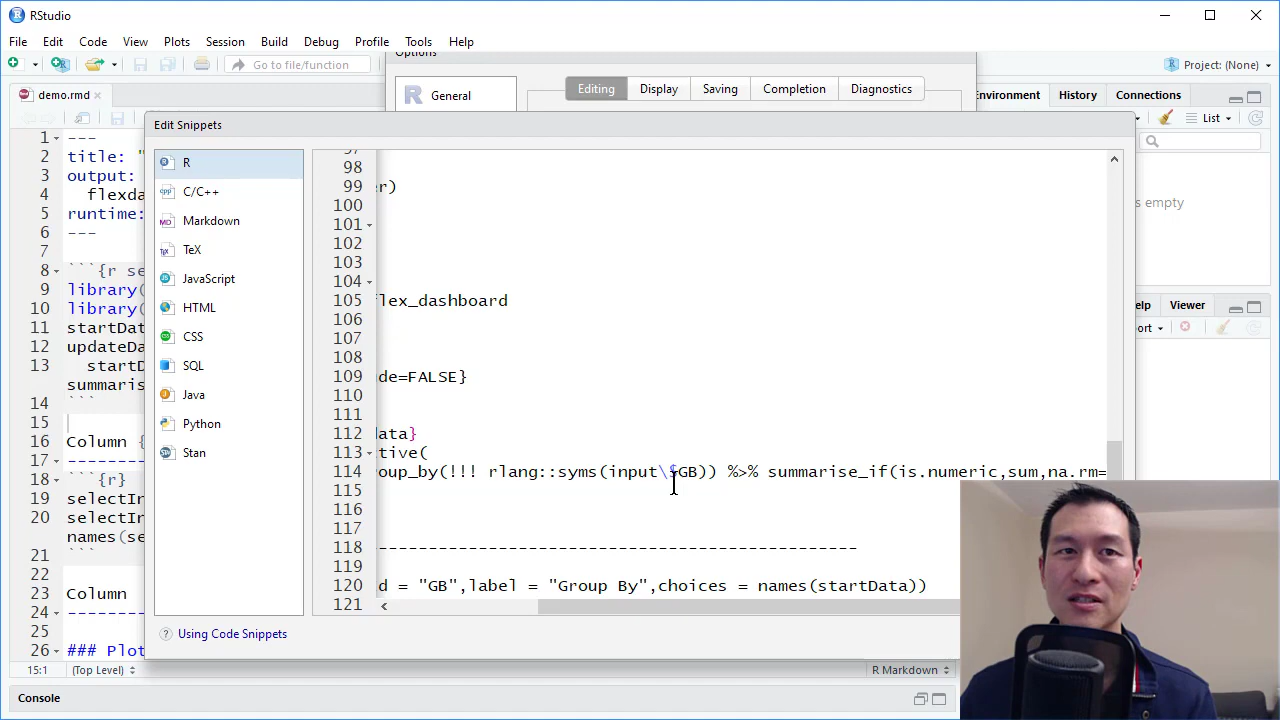 RStudio
File Edit Code View Plots Session Build Debug Profile Tools Help
Go to file/function
Project: (None)
Options
demo.rmd
General
Editing Display Saving Completion Diagnostics
Environment History Connections
List
Edit Snippets
1 ---
2 title: "
3 output:
4 flexda
5 runtime:
6 ---
7
8 ```{r se
9 library(
10 library(
11 startDat
12 updateDa
13 startD
summaris
14 ```
15
16 Column {
17 --------
18 ```{r}
19 selectIn
20 selectIn
names(se
21 ```
22
23 Column
24 --------
25
26 ### Plot
R
C/C++
Markdown
TeX
JavaScript
HTML
CSS
SQL
Java
Python
Stan
97
98
99 er)
100
101
102
103
104
105 flex_dashboard
106
107
108
109 de=FALSE}
110
111
112 data}
113 tive(
114 roup_by(!!! rlang::syms(input\$GB)) %>% summarise_if(is.numeric,sum,na.rm=
115
116
117
118 ------------------------------------------------
119
120 d = "GB",label = "Group By",choices = names(startData))
121
s empty
elp Viewer
ort
Using Code Snippets
15:1 (Top Level) R Markdown
Console